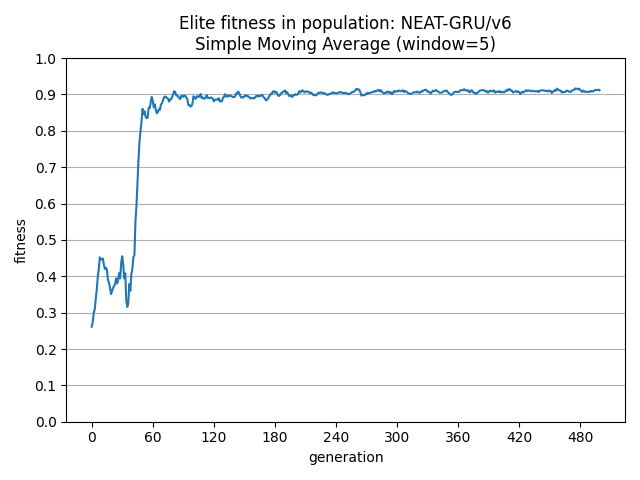 Elite fitness in population: NEAT-GRU/v6
Simple Moving Average (window=5)
1.0
0.9
0.8
0.7
0.6
0.5
0.4
0.3
0.2
0.1
0.0
fitness
0 60 120 180 240 300 360 420 480
generation